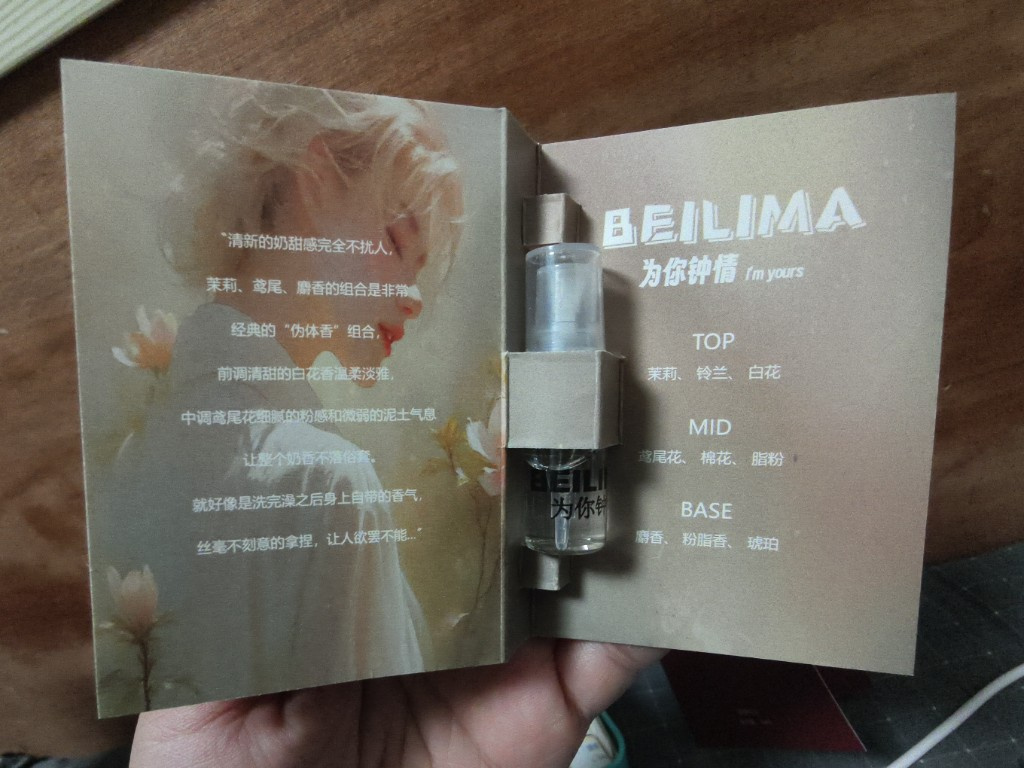 “清新的奶甜感完全不扰人，
茉莉、鸢尾、麝香的组合是非常
经典的“伪体香”组合，
前调清甜的白花香温柔淡雅，
中调鸢尾花细腻的粉感和微弱的泥土气息
让整个奶香不落俗套，
就好像是洗完澡之后身上自带的香气，
丝毫不刻意的拿捏，让人欲罢不能...”
BEILIMA
为你钟情 I'm yours
TOP
茉莉、 铃兰、 白花
MID
鸢尾花、 棉花、 脂粉
BASE
麝香、 粉脂香、 琥珀
BEILI
为你钟